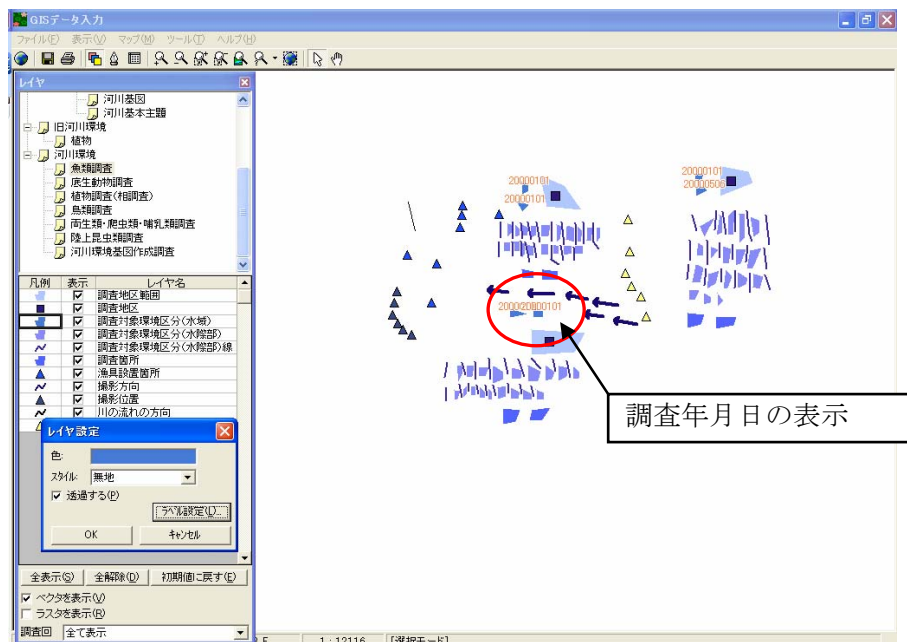 GISデータ入力
ファイル(F) 表示(V) マップ(M) ツール(T) ヘルプ(H)
レイヤ
河川基図
河川基本主題
旧河川環境
植物
河川環境
魚類調査
底生動物調査
植物調査(相調査)
鳥類調査
両生類・爬虫類・哺乳類調査
陸上昆虫類調査
河川環境基図作成調査
凡例 表示 レイヤ名
調査地区範囲
調査地区
調査対象環境区分(水域)
調査対象環境区分(水際部)
調査対象環境区分(水際部)線
調査箇所
漁具設置箇所
撮影方向
撮影位置
川の流れの方向
レイヤ設定
色:
スタイル: 無地
透過する(P)
ラベル設定(L)...
OK キャンセル
全表示(S) 全解除(D) 初期値に戻す(E)
ベクタを表示(V)
ラスタを表示(R)
調査回 全て表示
20000101
20000101
20000101
20000506
20000101
調査年月日の表示
1 : 12116 [選択モード]